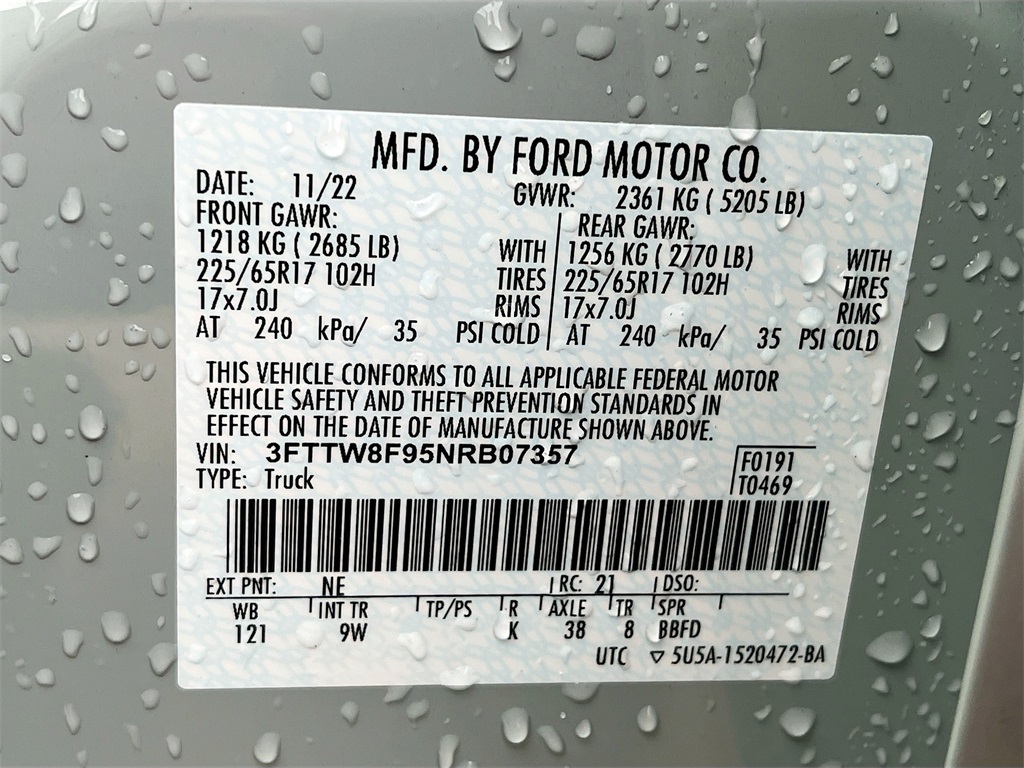 MFD. BY FORD MOTOR CO.
DATE: 11/22 GVWR: 2361 KG ( 5205 LB)
FRONT GAWR:
1218 KG ( 2685 LB) WITH
225/65R17 102H TIRES
17x7.0J RIMS
AT 240 kPa/ 35 PSI COLD
REAR GAWR:
1256 KG ( 2770 LB) WITH
225/65R17 102H TIRES
17x7.0J RIMS
AT 240 kPa/ 35 PSI COLD
THIS VEHICLE CONFORMS TO ALL APPLICABLE FEDERAL MOTOR
VEHICLE SAFETY AND THEFT PREVENTION STANDARDS IN
EFFECT ON THE DATE OF MANUFACTURE SHOWN ABOVE.
VIN: 3FTTW8F95NRB07357
TYPE: Truck
F0191
T0469
EXT PNT: NE RC: 21 DSO:
WB INT TR TP/PS R AXLE TR SPR
121 9W K 38 8 BBFD
UTC ▽ 5U5A-1520472-BA